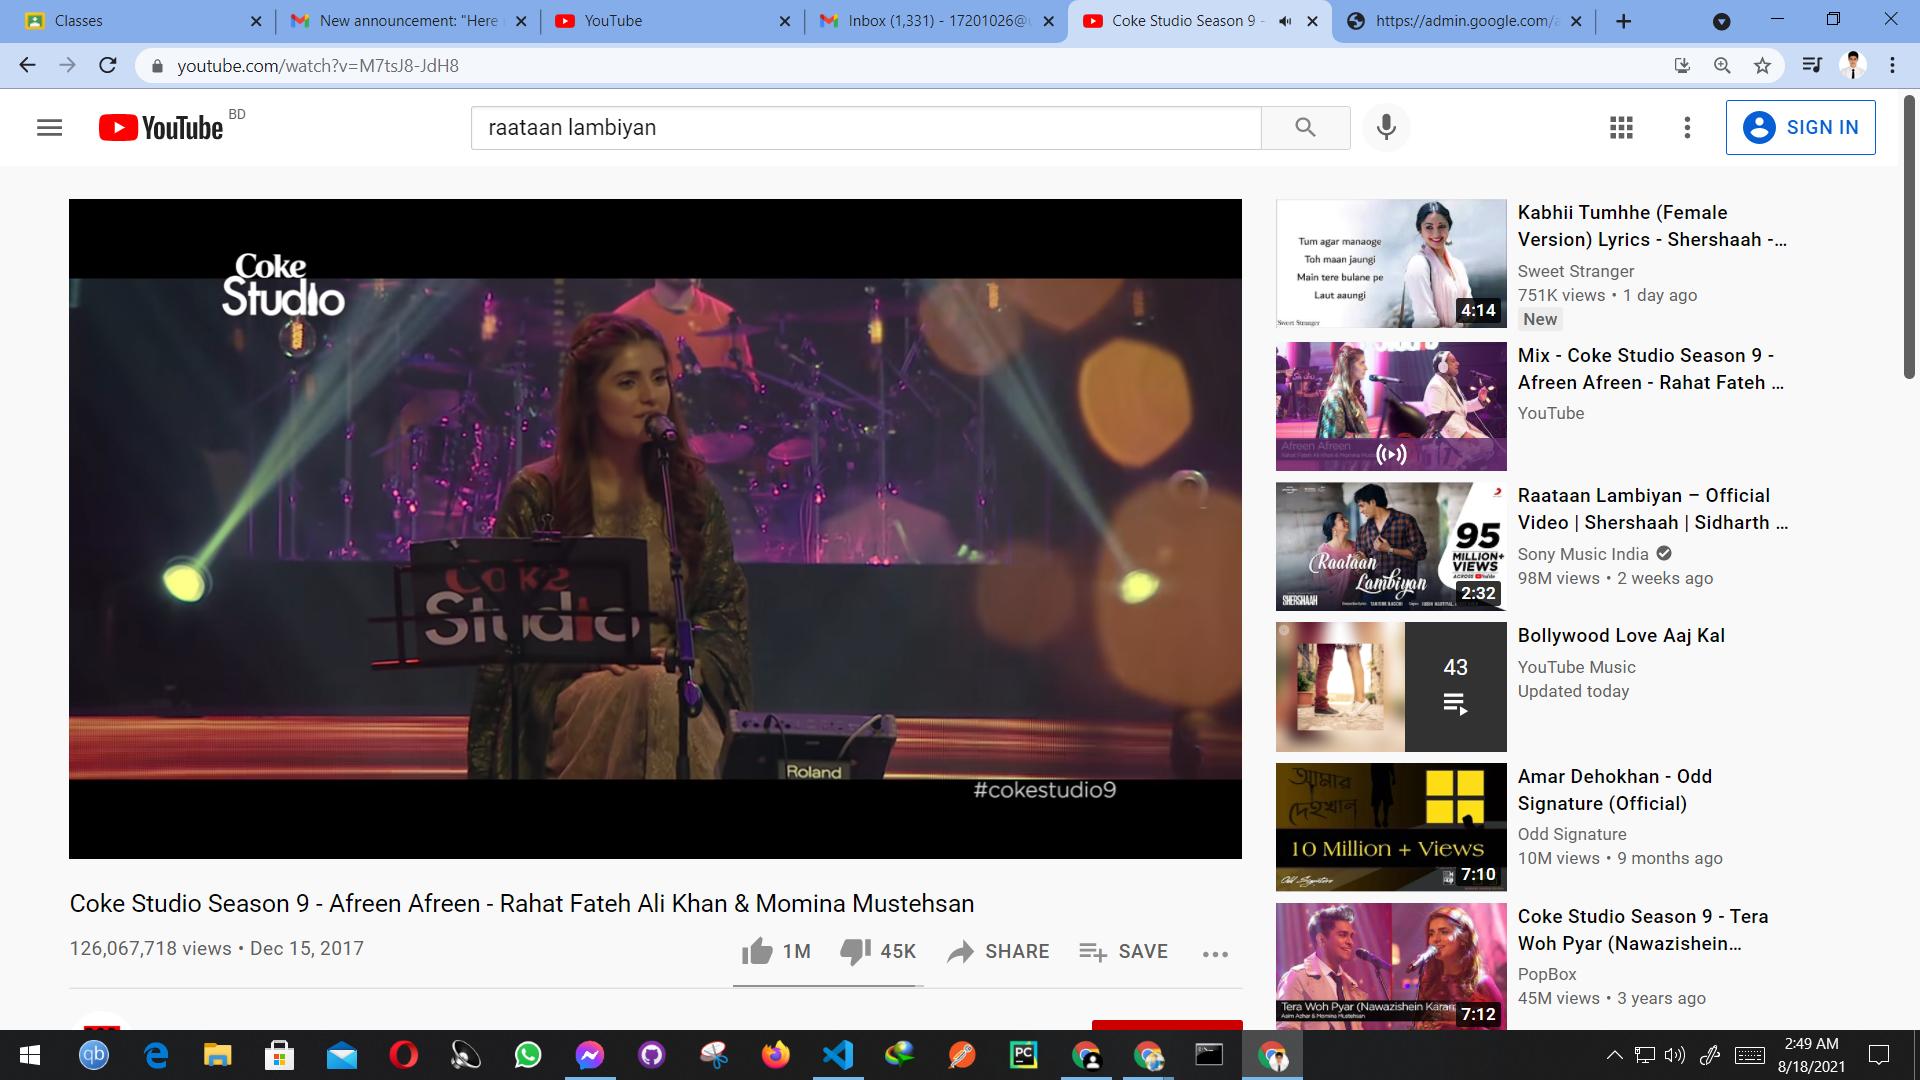 Classes
New announcement: "Here
YouTube
Inbox (1,331) - 17201026@
Coke Studio Season 9 -
https://admin.google.com/
youtube.com/watch?v=M7tsJ8-JdH8
YouTube BD
raataan lambiyan
SIGN IN
Coke
Studio
Studio
Roland
#cokestudio9
Coke Studio Season 9 - Afreen Afreen - Rahat Fateh Ali Khan & Momina Mustehsan
126,067,718 views • Dec 15, 2017
1M
45K
SHARE
SAVE
Tum agar manaoge
Toh maan jaungi
Main tere bulane pe
Laut aaungi
Sweet Stranger
4:14
Kabhii Tumhhe (Female
Version) Lyrics - Shershaah -...
Sweet Stranger
751K views • 1 day ago
New
Afreen Afreen
Mix - Coke Studio Season 9 -
Afreen Afreen - Rahat Fateh ...
YouTube
95
MILLION+
VIEWS
ACROSS YouTube
Raataan
Lambiyan
SHERSHAAH
2:32
Raataan Lambiyan – Official
Video | Shershaah | Sidharth ...
Sony Music India
98M views • 2 weeks ago
43
Bollywood Love Aaj Kal
YouTube Music
Updated today
আমার
দেহখান
10 Million + Views
Odd Signature
7:10
Amar Dehokhan - Odd
Signature (Official)
Odd Signature
10M views • 9 months ago
Tera Woh Pyar (Nawazishein Karam
Asim Azhar & Momina Mustehsan
7:12
Coke Studio Season 9 - Tera
Woh Pyar (Nawazishein...
PopBox
45M views • 3 years ago
qb
PC
2:49 AM
8/18/2021